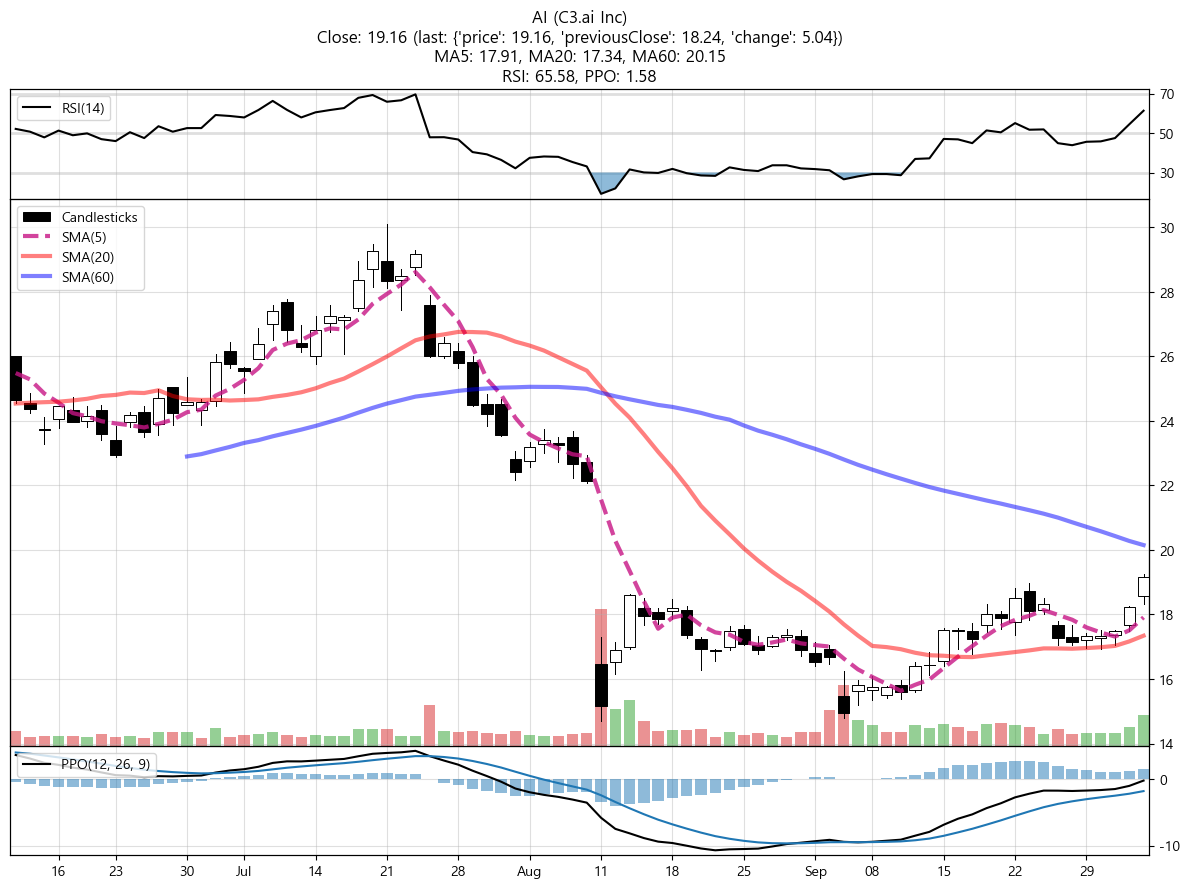 AI (C3.ai Inc)
Close: 19.16 (last: {'price': 19.16, 'previousClose': 18.24, 'change': 5.04})
MA5: 17.91, MA20: 17.34, MA60: 20.15
RSI: 65.58, PPO: 1.58
RSI(14)
70
50
30
Candlesticks
SMA(5)
SMA(20)
SMA(60)
30
28
26
24
22
20
18
16
14
PPO(12, 26, 9)
0
-10
16 23 30 Jul 14 21 28 Aug 11 18 25 Sep 08 15 22 29